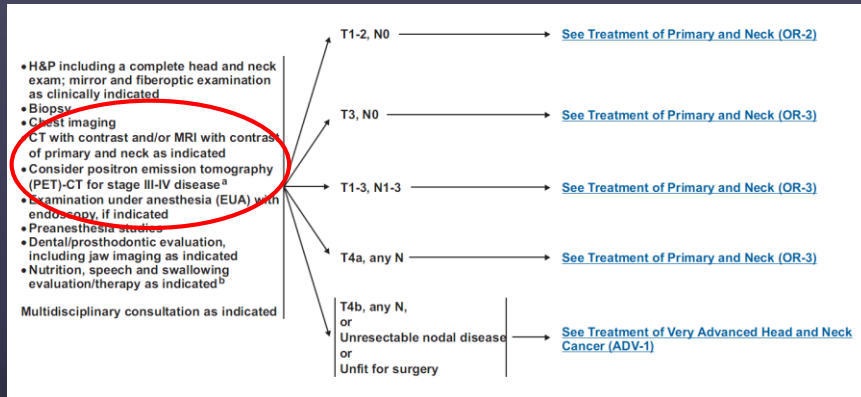 • H&P including a complete head and neck
exam; mirror and fiberoptic examination
as clinically indicated
• Biopsy
• Chest imaging
• CT with contrast and/or MRI with contrast
of primary and neck as indicated
• Consider positron emission tomography
(PET)-CT for stage III-IV disease a
• Examination under anesthesia (EUA) with
endoscopy, if indicated
• Preanesthesia studies
• Dental/prosthodontic evaluation,
including jaw imaging as indicated
• Nutrition, speech and swallowing
evaluation/therapy as indicated b
Multidisciplinary consultation as indicated
T1-2, N0
See Treatment of Primary and Neck (OR-2)
T3, N0
See Treatment of Primary and Neck (OR-3)
T1-3, N1-3
See Treatment of Primary and Neck (OR-3)
T4a, any N
See Treatment of Primary and Neck (OR-3)
T4b, any N,
or
Unresectable nodal disease
or
Unfit for surgery
See Treatment of Very Advanced Head and Neck
Cancer (ADV-1)